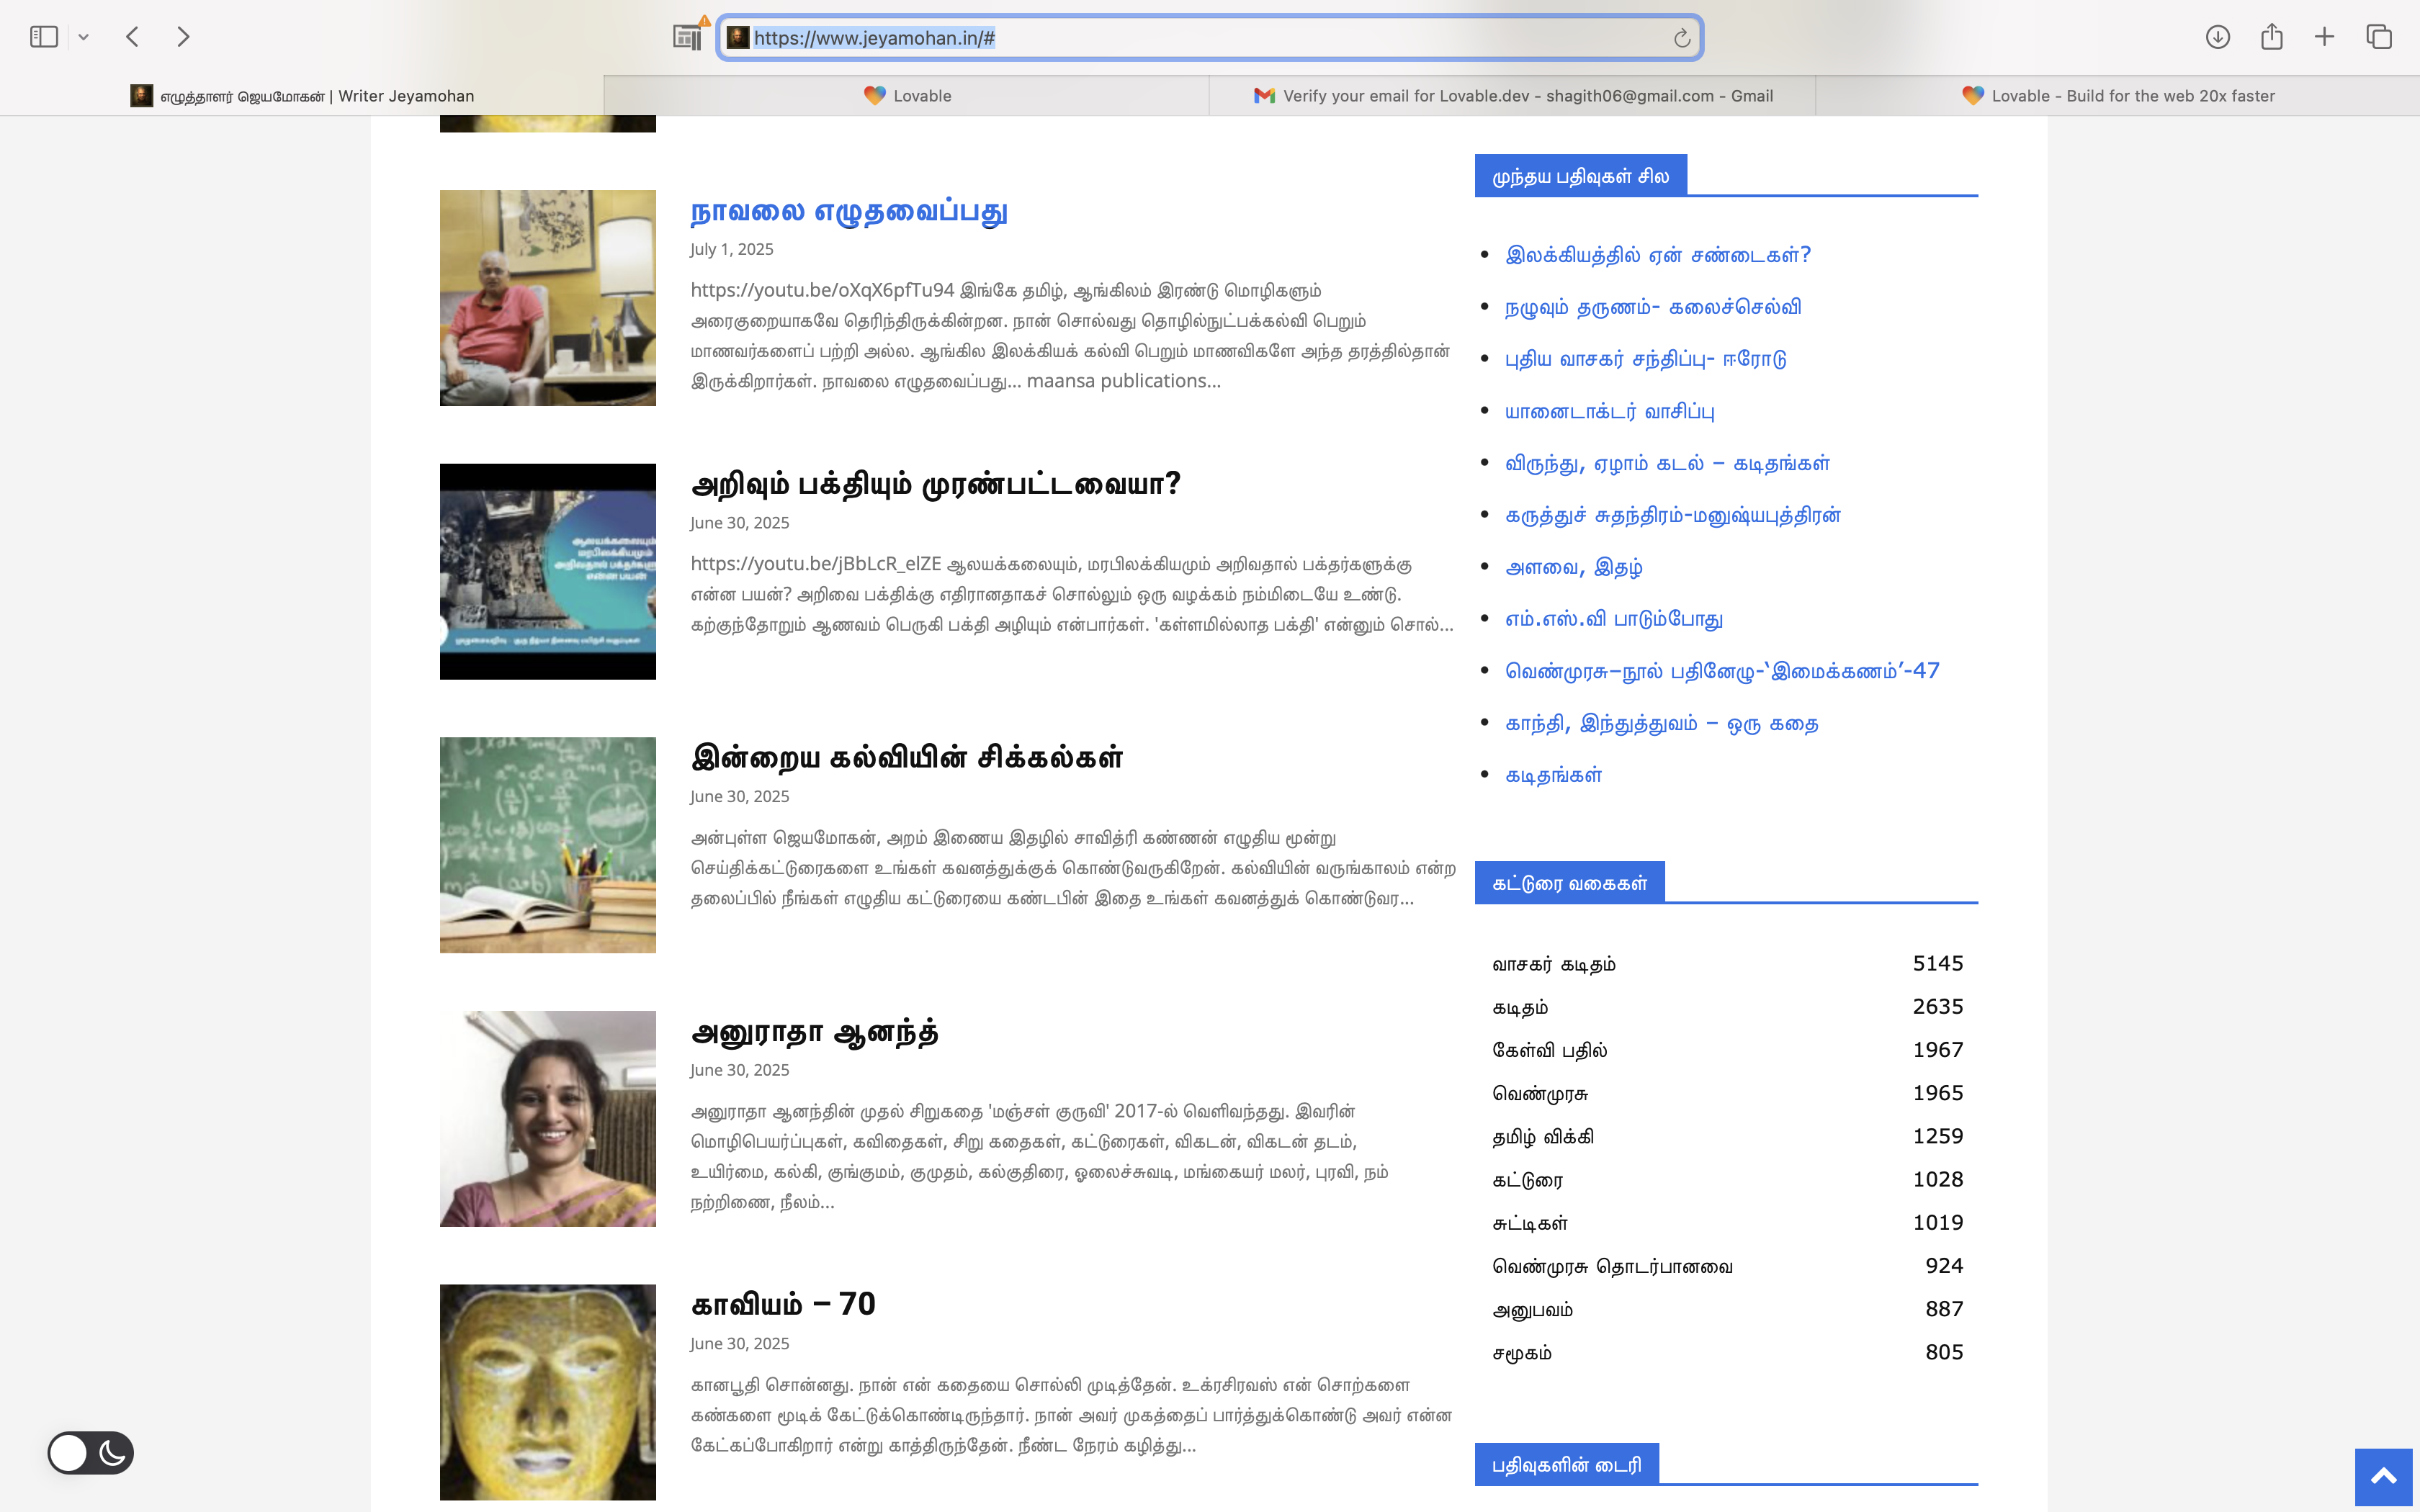 https://www.jeyamohan.in/#
எழுத்தாளர் ஜெயமோகன் | Writer Jeyamohan
Lovable
Verify your email for Lovable.dev - shagith06@gmail.com - Gmail
Lovable - Build for the web 20x faster
நாவலை எழுதவைப்பது
July 1, 2025
https://youtu.be/oXqX6pfTu94 இங்கே தமிழ், ஆங்கிலம் இரண்டு மொழிகளும்
அரைகுறையாகவே தெரிந்திருக்கின்றன. நான் சொல்வது தொழில்நுட்பக்கல்வி பெறும்
மாணவர்களைப் பற்றி அல்ல. ஆங்கில இலக்கியக் கல்வி பெறும் மாணவிகளே அந்த தரத்தில்தான்
இருக்கிறார்கள். நாவலை எழுதவைப்பது... maansa publications...
அறிவும் பக்தியும் முரண்பட்டவையா?
June 30, 2025
https://youtu.be/jBbLcR_elZE ஆலயக்கலையும், மரபிலக்கியமும் அறிவதால் பக்தர்களுக்கு
என்ன பயன்? அறிவை பக்திக்கு எதிரானதாகச் சொல்லும் ஒரு வழக்கம் நம்மிடையே உண்டு.
கற்குந்தோறும் ஆணவம் பெருகி பக்தி அழியும் என்பார்கள். 'கள்ளமில்லாத பக்தி' என்னும் சொல்...
ஆலயக்கலையும்
மரபிலக்கியமும்
அறிவதால் பக்தர்களு
என்ன பயன்
இன்றைய கல்வியின் சிக்கல்கள்
June 30, 2025
அன்புள்ள ஜெயமோகன், அறம் இணைய இதழில் சாவித்ரி கண்ணன் எழுதிய மூன்று
செய்திக்கட்டுரைகளை உங்கள் கவனத்துக்குக் கொண்டுவருகிறேன். கல்வியின் வருங்காலம் என்ற
தலைப்பில் நீங்கள் எழுதிய கட்டுரையை கண்டபின் இதை உங்கள் கவனத்துக் கொண்டுவர...
அனுராதா ஆனந்த்
June 30, 2025
அனுராதா ஆனந்தின் முதல் சிறுகதை 'மஞ்சள் குருவி' 2017-ல் வெளிவந்தது. இவரின்
மொழிபெயர்ப்புகள், கவிதைகள், சிறு கதைகள், கட்டுரைகள், விகடன், விகடன் தடம்,
உயிர்மை, கல்கி, குங்குமம், குமுதம், கல்குதிரை, ஓலைச்சுவடி, மங்கையர் மலர், புரவி, நம்
நற்றிணை, நீலம்...
காவியம் – 70
June 30, 2025
கானபூதி சொன்னது. நான் என் கதையை சொல்லி முடித்தேன். உக்ரசிரவஸ் என் சொற்களை
கண்களை மூடிக் கேட்டுக்கொண்டிருந்தார். நான் அவர் முகத்தைப் பார்த்துக்கொண்டு அவர் என்ன
கேட்கப்போகிறார் என்று காத்திருந்தேன். நீண்ட நேரம் கழித்து...
முந்தய பதிவுகள் சில
இலக்கியத்தில் ஏன் சண்டைகள்?
நழுவும் தருணம்- கலைச்செல்வி
புதிய வாசகர் சந்திப்பு- ஈரோடு
யானைடாக்டர் வாசிப்பு
விருந்து, ஏழாம் கடல் – கடிதங்கள்
கருத்துச் சுதந்திரம்-மனுஷ்யபுத்திரன்
அளவை, இதழ்
எம்.எஸ்.வி பாடும்போது
வெண்முரசு–நூல் பதினேழு-‘இமைக்கணம்’-47
காந்தி, இந்துத்துவம் – ஒரு கதை
கடிதங்கள்
கட்டுரை வகைகள்
வாசகர் கடிதம் 5145
கடிதம் 2635
கேள்வி பதில் 1967
வெண்முரசு 1965
தமிழ் விக்கி 1259
கட்டுரை 1028
சுட்டிகள் 1019
வெண்முரசு தொடர்பானவை 924
அனுபவம் 887
சமூகம் 805
பதிவுகளின் டைரி